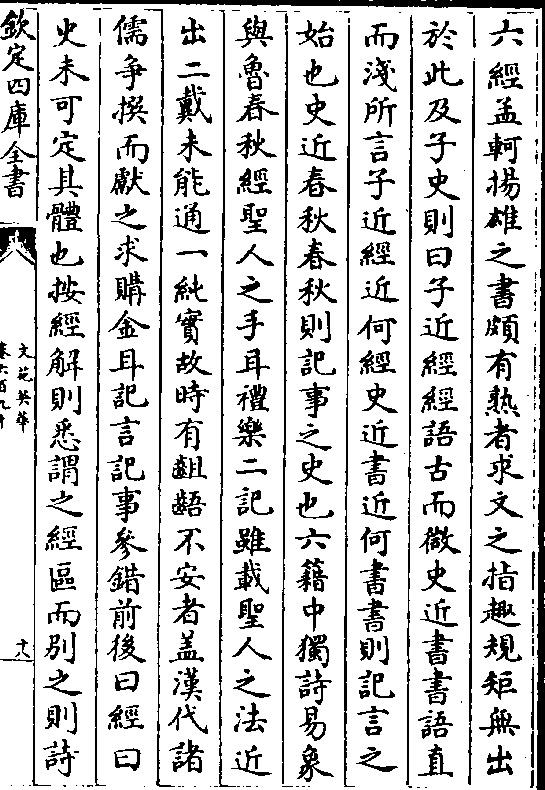 六經孟軻揚雄之書頗有熟者求文之指趣規矩無出
於此及子史則曰子近經經語古而微史近書書語直
而淺所言子近經近何經史近書近何書書則記言之
始也史近春秋春秋則記事之史也六籍中獨詩易象
與魯春秋經聖人之手耳禮樂二記雖載聖人之法近
出二戴未能通一純實故時有齟齬不安者蓋漢代諸
儒爭撰而獻之求購金耳記言記事參錯前後曰經曰
史未可定其體也按經解則悉謂之經區而別之則詩
欽定四庫全書
文苑英華
卷六百九十
十八